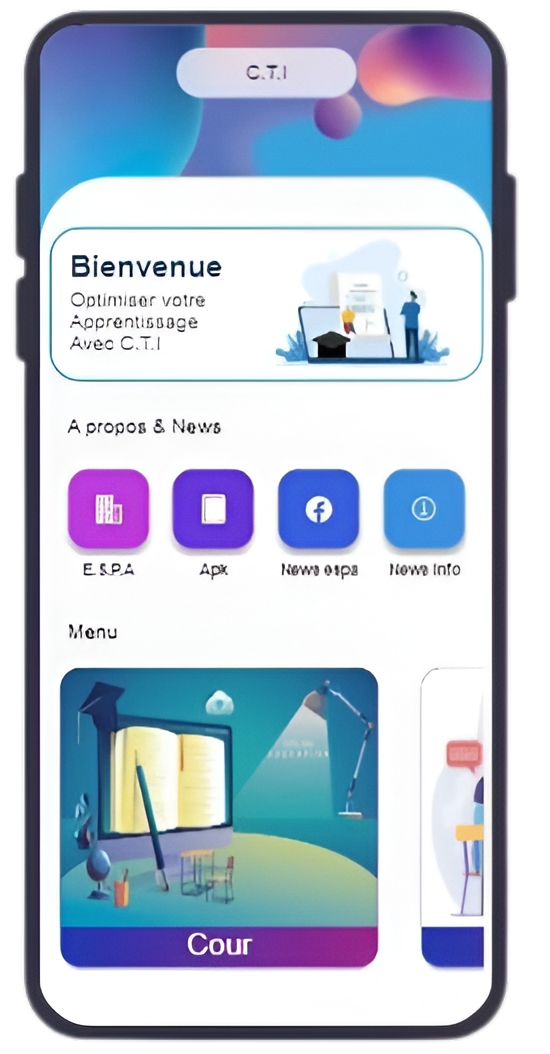 C.T.I
Bienvenue
Optimiser votre
Apprentissage
Avec C.T.I
A propos & News
E.S.P.A
Apk
News espa
News Info
Menu
Cour